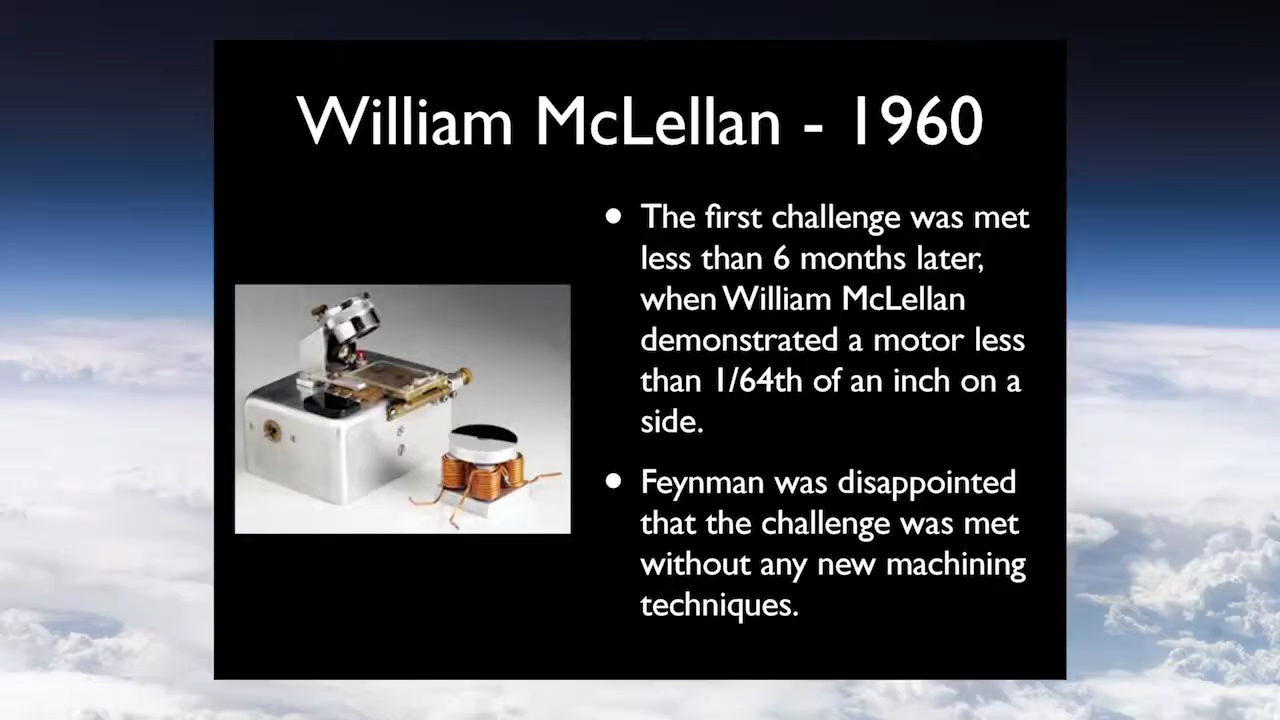 William McLellan - 1960
• The first challenge was met
less than 6 months later,
when William McLellan
demonstrated a motor less
than 1/64th of an inch on a
side.
• Feynman was disappointed
that the challenge was met
without any new machining
techniques.